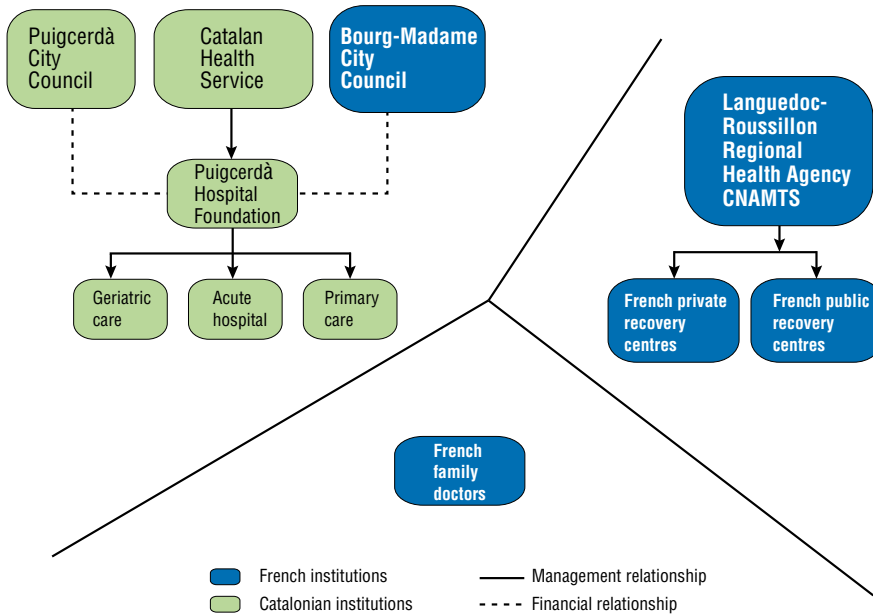 Puigcerdà
City
Council
Catalan
Health
Service
Bourg-Madame
City
Council
Languedoc-
Roussillon
Regional
Health Agency
CNAMTS
Puigcerdà
Hospital
Foundation
Geriatric
care
Acute
hospital
Primary
care
French private
recovery
centres
French public
recovery
centres
French
family
doctors
French institutions
Management relationship
Catalonian institutions
Financial relationship